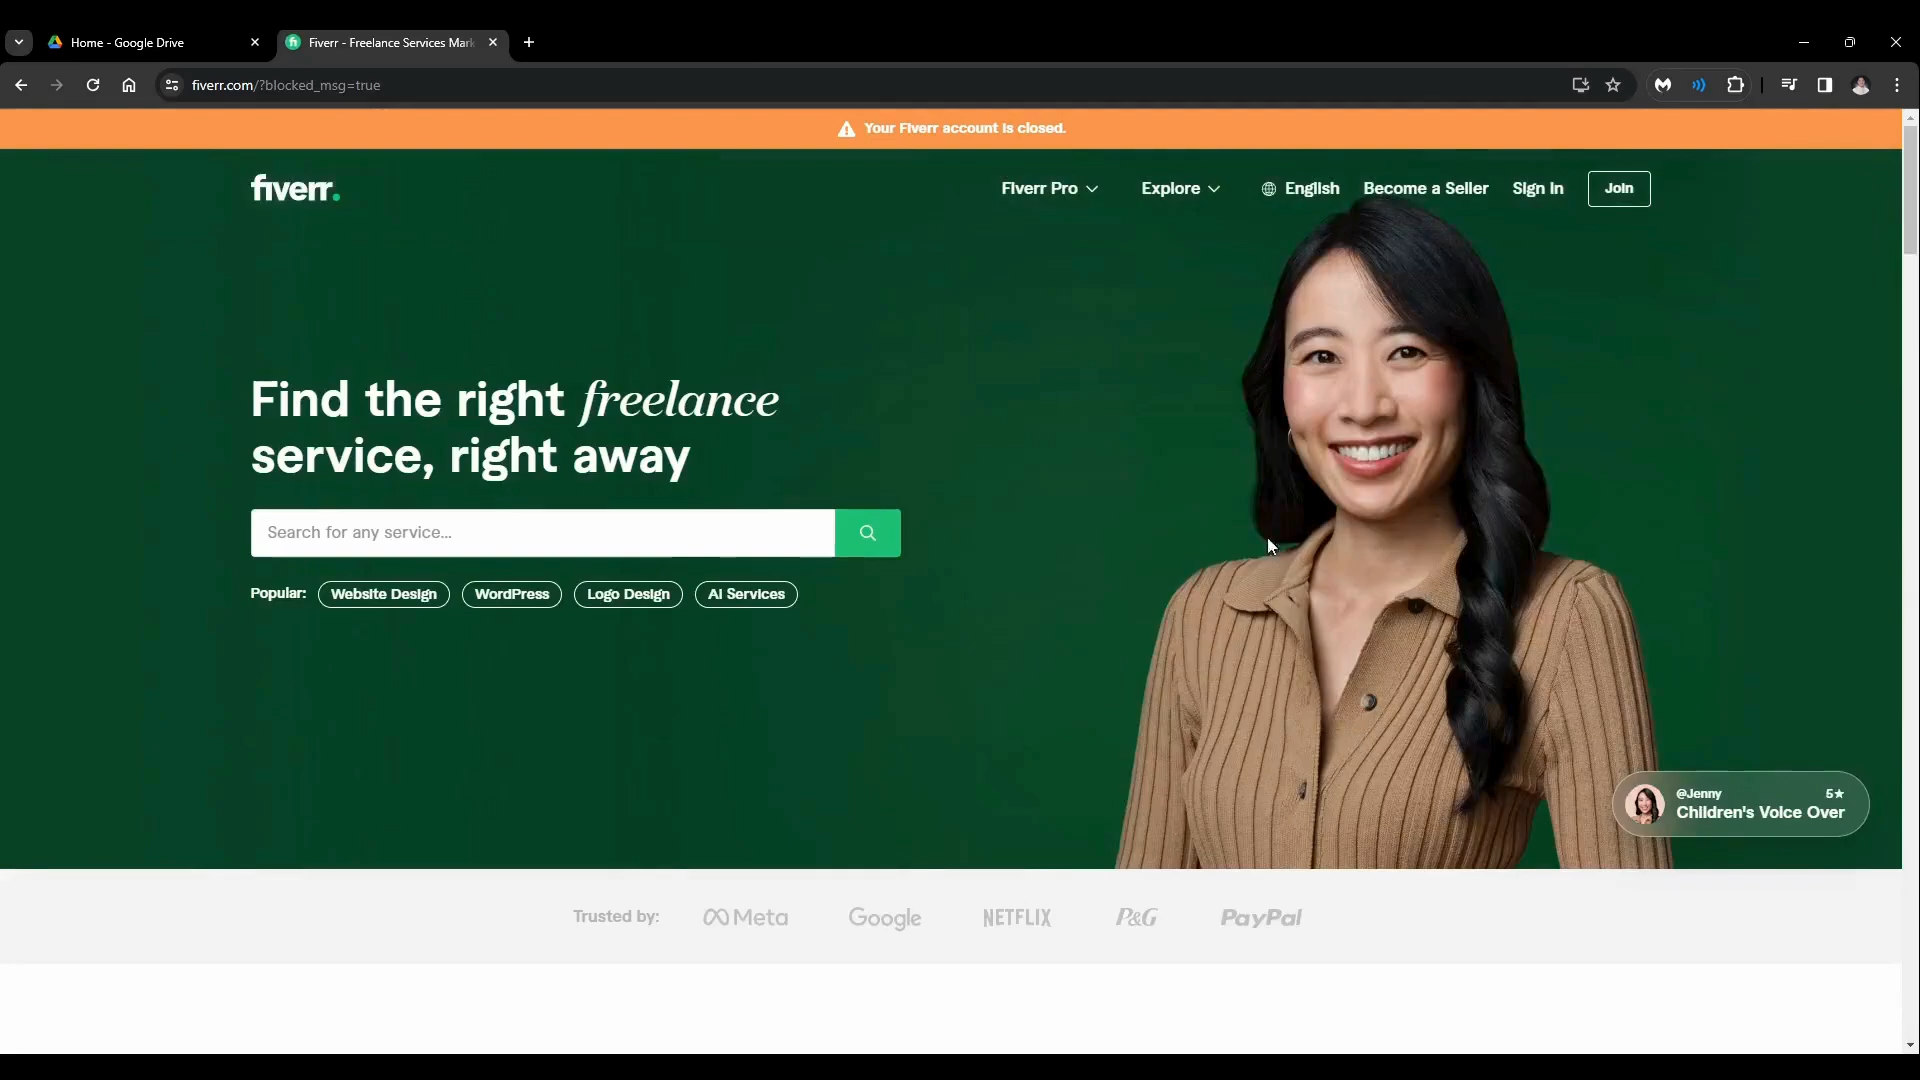 Home - Google Drive
Fiverr - Freelance Services Mark
fiverr.com/?blocked_msg=true
Your Fiverr account is closed.
fiverr.
Fiverr Pro
Explore
English
Become a Seller
Sign in
Join
Find the right freelance
service, right away
Search for any service...
Popular:
Website Design
WordPress
Logo Design
AI Services
@Jenny
5★
Children's Voice Over
Trusted by:
Meta
Google
NETFLIX
P&G
PayPal